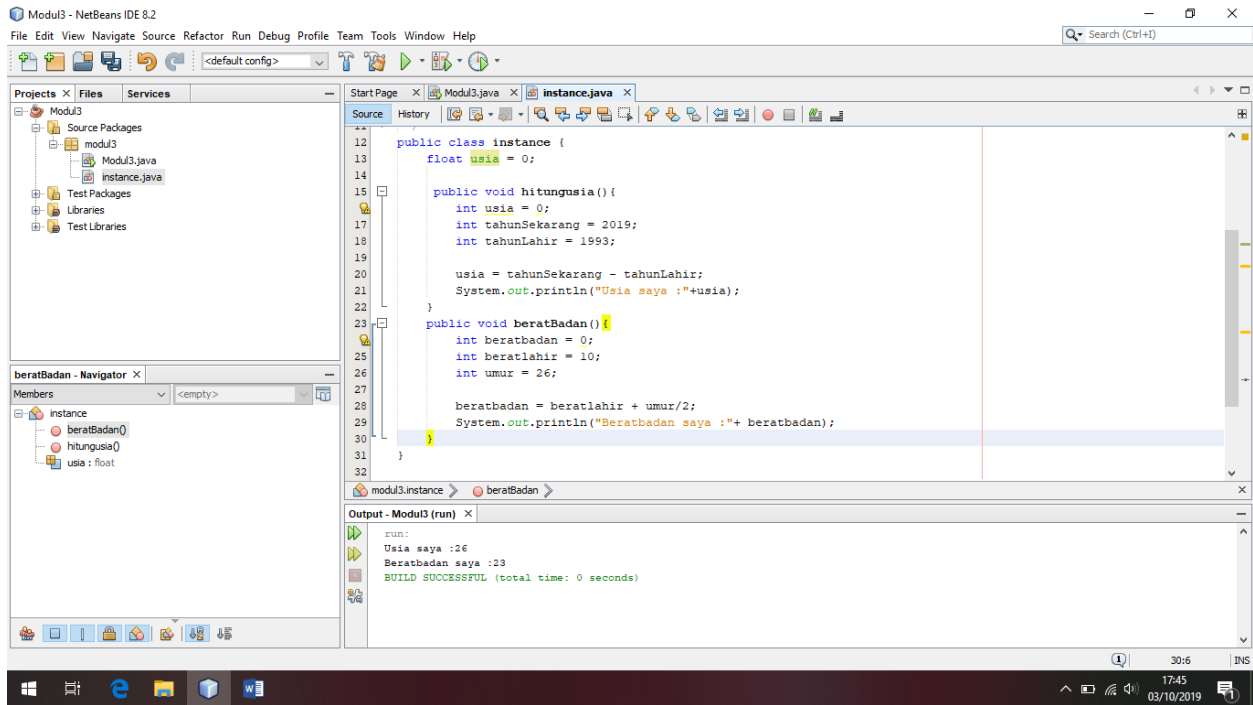 Modul3 - NetBeans IDE 8.2
File Edit View Navigate Source Refactor Run Debug Profile Team Tools Window Help
Search (Ctrl+I)
<default config>
Projects Files Services
Modul3
Source Packages
modul3
Modul3.java
instance.java
Test Packages
Libraries
Test Libraries
Start Page Modul3.java instance.java
Source History
11
12 public class instance {
13 float usia = 0;
14
15 public void hitungusia(){
int usia = 0;
17 int tahunSekarang = 2019;
18 int tahunLahir = 1993;
19
20 usia = tahunSekarang - tahunLahir;
21 System.out.println("Usia saya :"+usia);
22 }
23 public void beratBadan(){
int beratbadan = 0;
25 int beratlahir = 10;
26 int umur = 26;
27
28 beratbadan = beratlahir + umur/2;
29 System.out.println("Beratbadan saya :"+ beratbadan);
30 }
31 }
32
modul3.instance beratBadan
beratBadan - Navigator
Members <empty>
instance
beratBadan()
hitungusia()
usia : float
Output - Modul3 (run)
run:
Usia saya :26
Beratbadan saya :23
BUILD SUCCESSFUL (total time: 0 seconds)
1 30:6 INS
17:45
03/10/2019
1